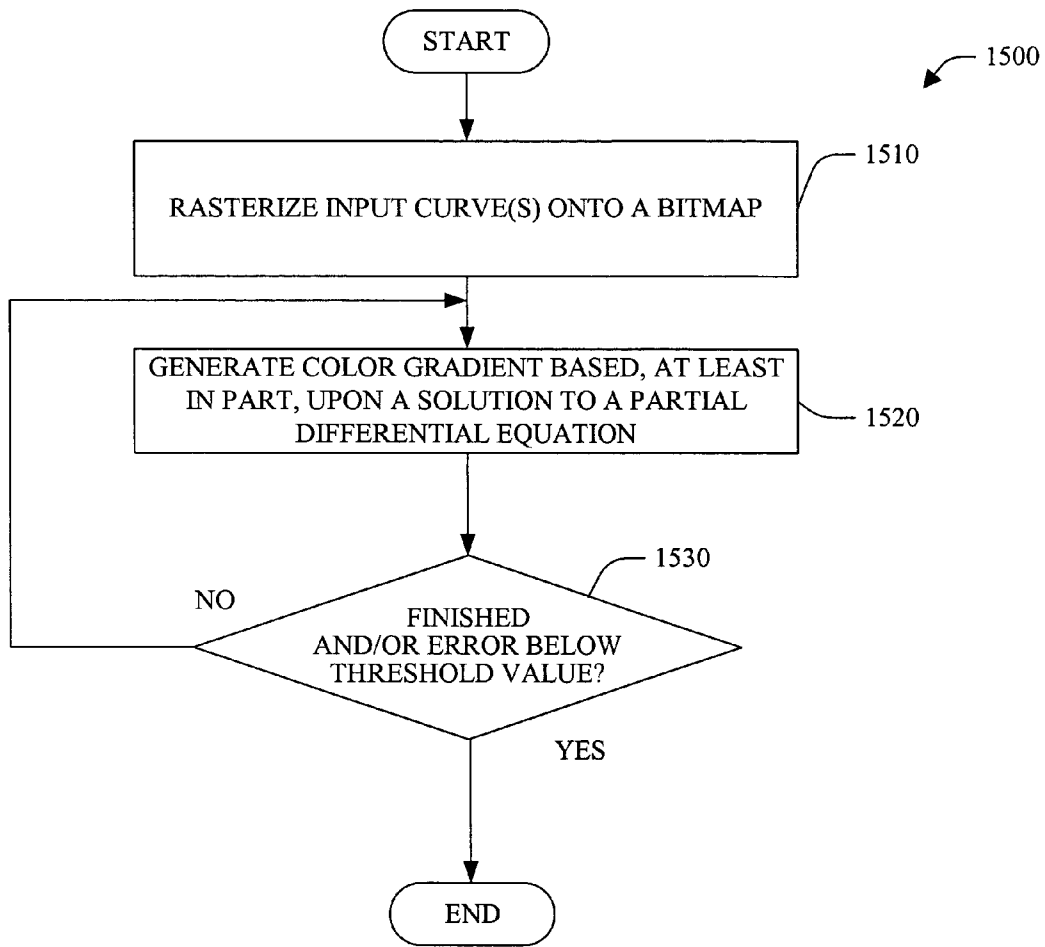 START
1500
1510
RASTERIZE INPUT CURVE(S) ONTO A BITMAP
GENERATE COLOR GRADIENT BASED, AT LEAST
IN PART, UPON A SOLUTION TO A PARTIAL
DIFFERENTIAL EQUATION
1520
1530
NO
FINISHED
AND/OR ERROR BELOW
THRESHOLD VALUE?
YES
END